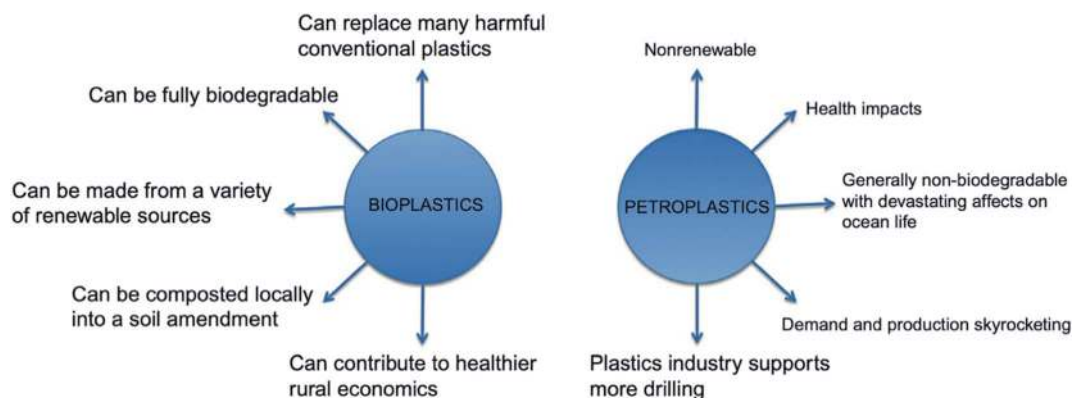 Can replace many harmful
conventional plastics
Can be fully biodegradable
Can be made from a variety
of renewable sources
BIOPLASTICS
Can be composted locally
into a soil amendment
Can contribute to healthier
rural economics
Nonrenewable
Health impacts
PETROPLASTICS
Generally non-biodegradable
with devastating affects on
ocean life
Demand and production skyrocketing
Plastics industry supports
more drilling